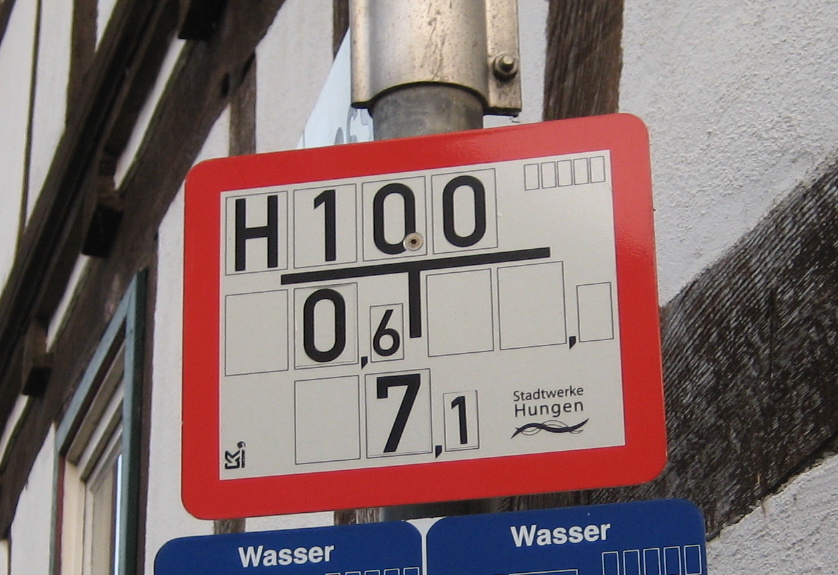 H100
0,6 ,
7,1
Stadtwerke
Hungen
Wasser
Wasser